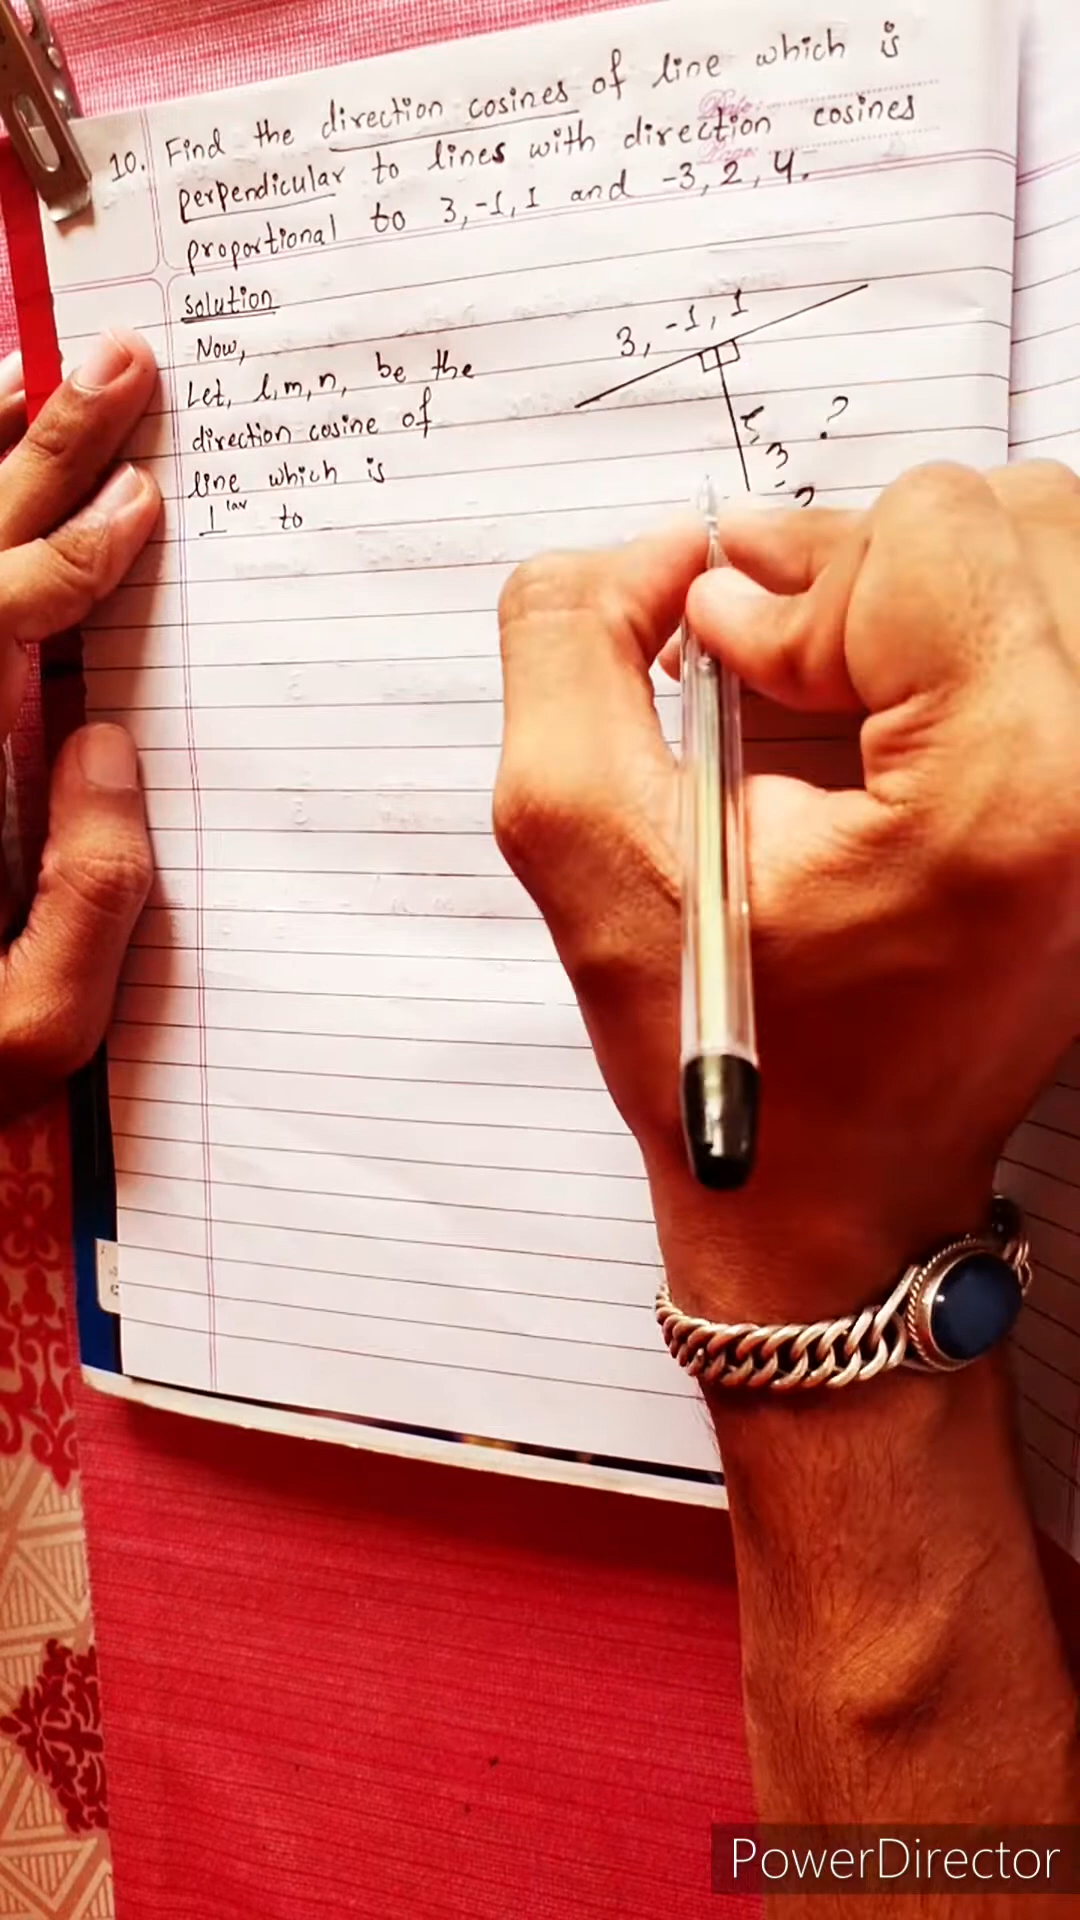 10. Find the direction cosines of line which is
perpendicular to lines with direction cosines
proportional to 3, -1, 1 and -3, 2, 4.
Solution
Now,
Let, l, m, n, be the
direction cosine of
line which is
⊥lar to
3, -1, 1
l, m, n ?
PowerDirector